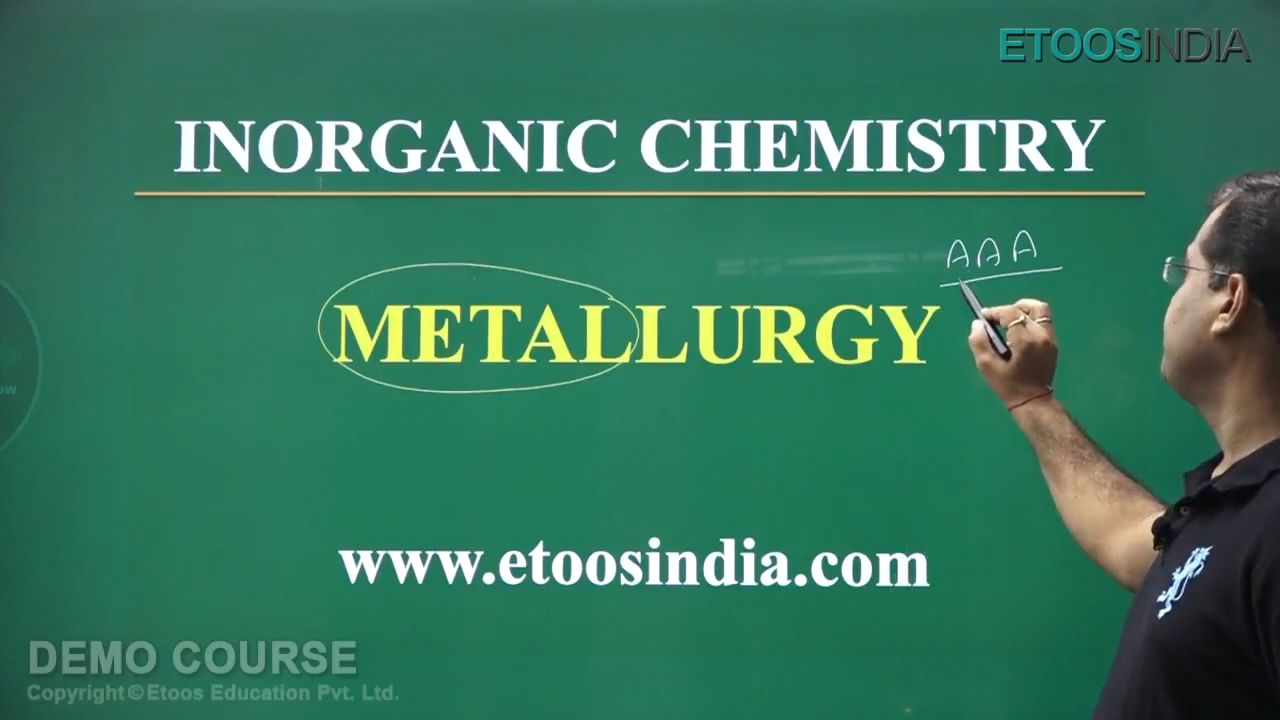 ETOOSINDIA
INORGANIC CHEMISTRY
AAA
METALLURGY
www.etoosindia.com
DEMO COURSE
Copyright©Etoos Education Pvt. Ltd.